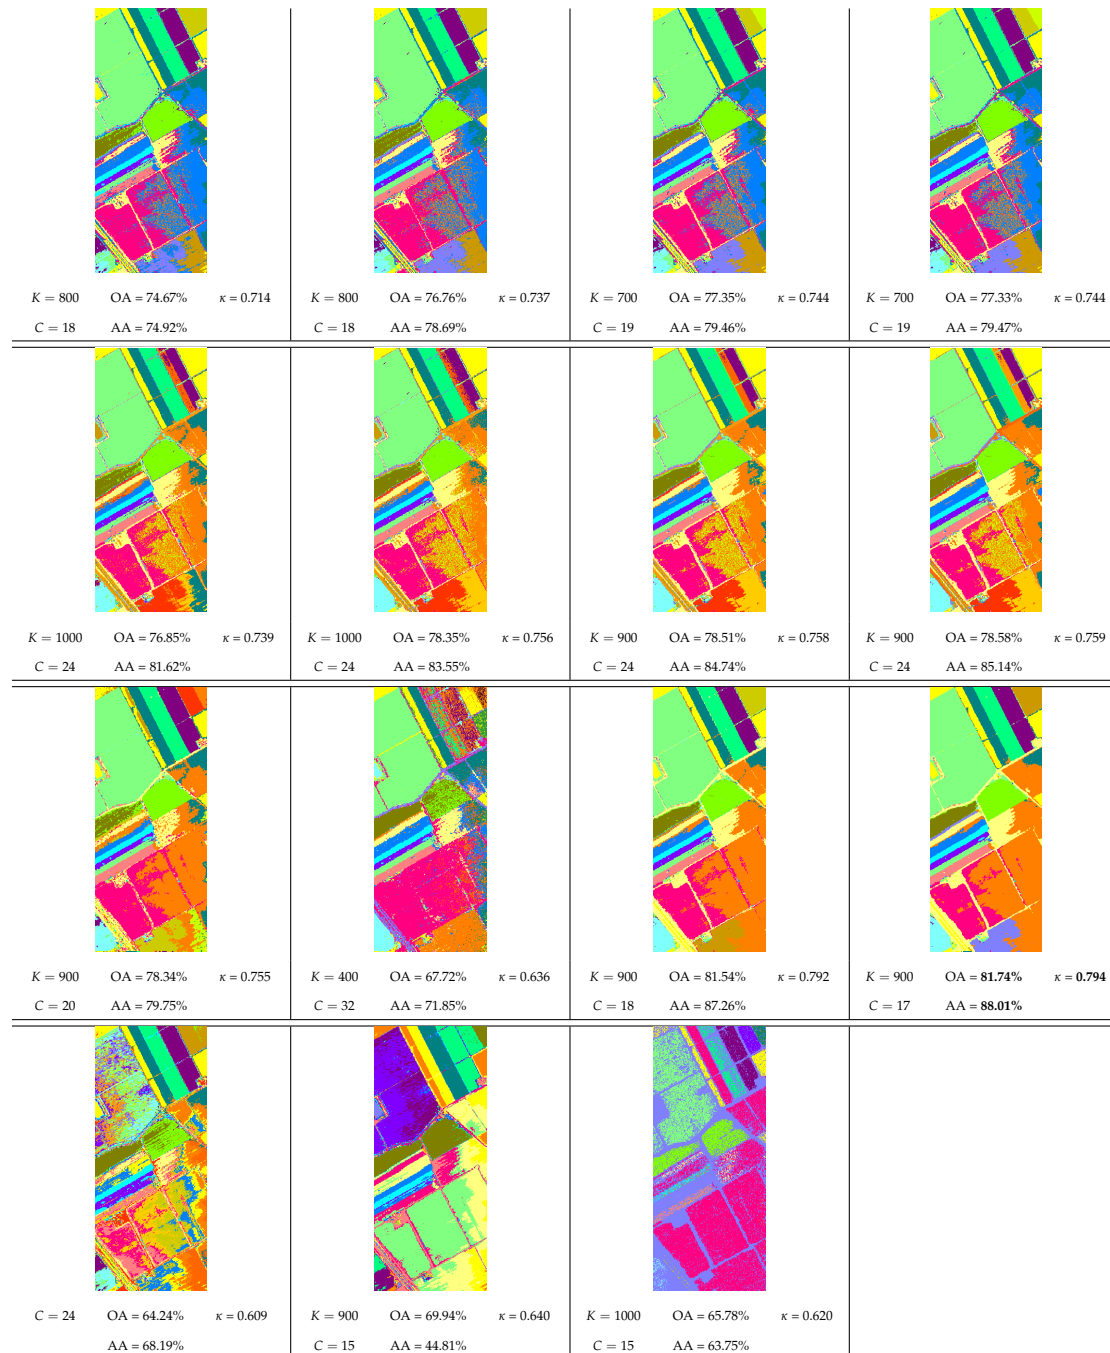 K = 800 OA = 74.67% κ = 0.714 K = 800 OA = 76.76% κ = 0.737 K = 700 OA = 77.35% κ = 0.744 K = 700 OA = 77.33% κ = 0.744
C = 18 AA = 74.92% C = 18 AA = 78.69% C = 19 AA = 79.46% C = 19 AA = 79.47%
K = 1000 OA = 76.85% κ = 0.739 K = 1000 OA = 78.35% κ = 0.756 K = 900 OA = 78.51% κ = 0.758 K = 900 OA = 78.58% κ = 0.759
C = 24 AA = 81.62% C = 24 AA = 83.55% C = 24 AA = 84.74% C = 24 AA = 85.14%
K = 900 OA = 78.34% κ = 0.755 K = 400 OA = 67.72% κ = 0.636 K = 900 OA = 81.54% κ = 0.792 K = 900 OA = 81.74% κ = 0.794
C = 20 AA = 79.75% C = 32 AA = 71.85% C = 18 AA = 87.26% C = 17 AA = 88.01%
C = 24 OA = 64.24% κ = 0.609 K = 900 OA = 69.94% κ = 0.640 K = 1000 OA = 65.78% κ = 0.620
AA = 68.19% C = 15 AA = 44.81% C = 15 AA = 63.75%